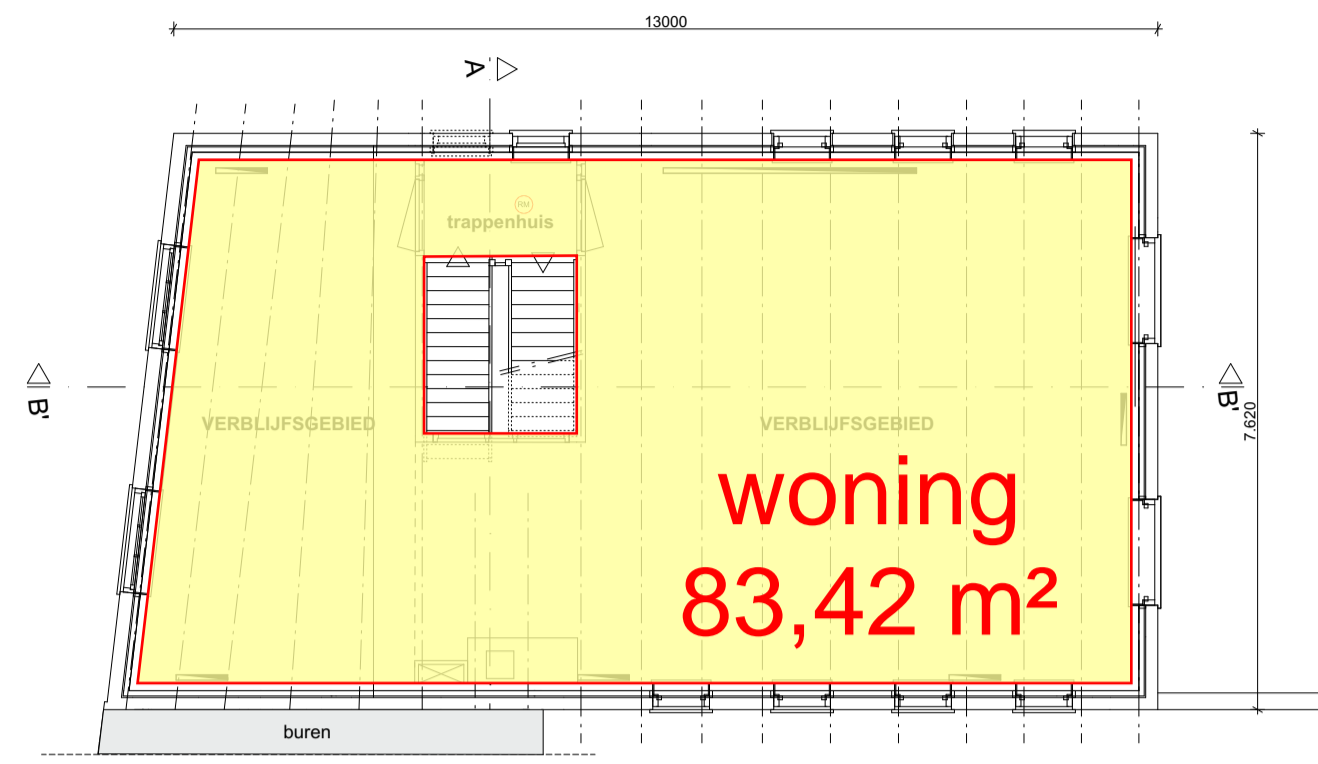 13000
A
RM
trappenhuis
B'
B'
7.620
VERBLIJFSGEBIED
VERBLIJFSGEBIED
woning
83,42 m²
buren